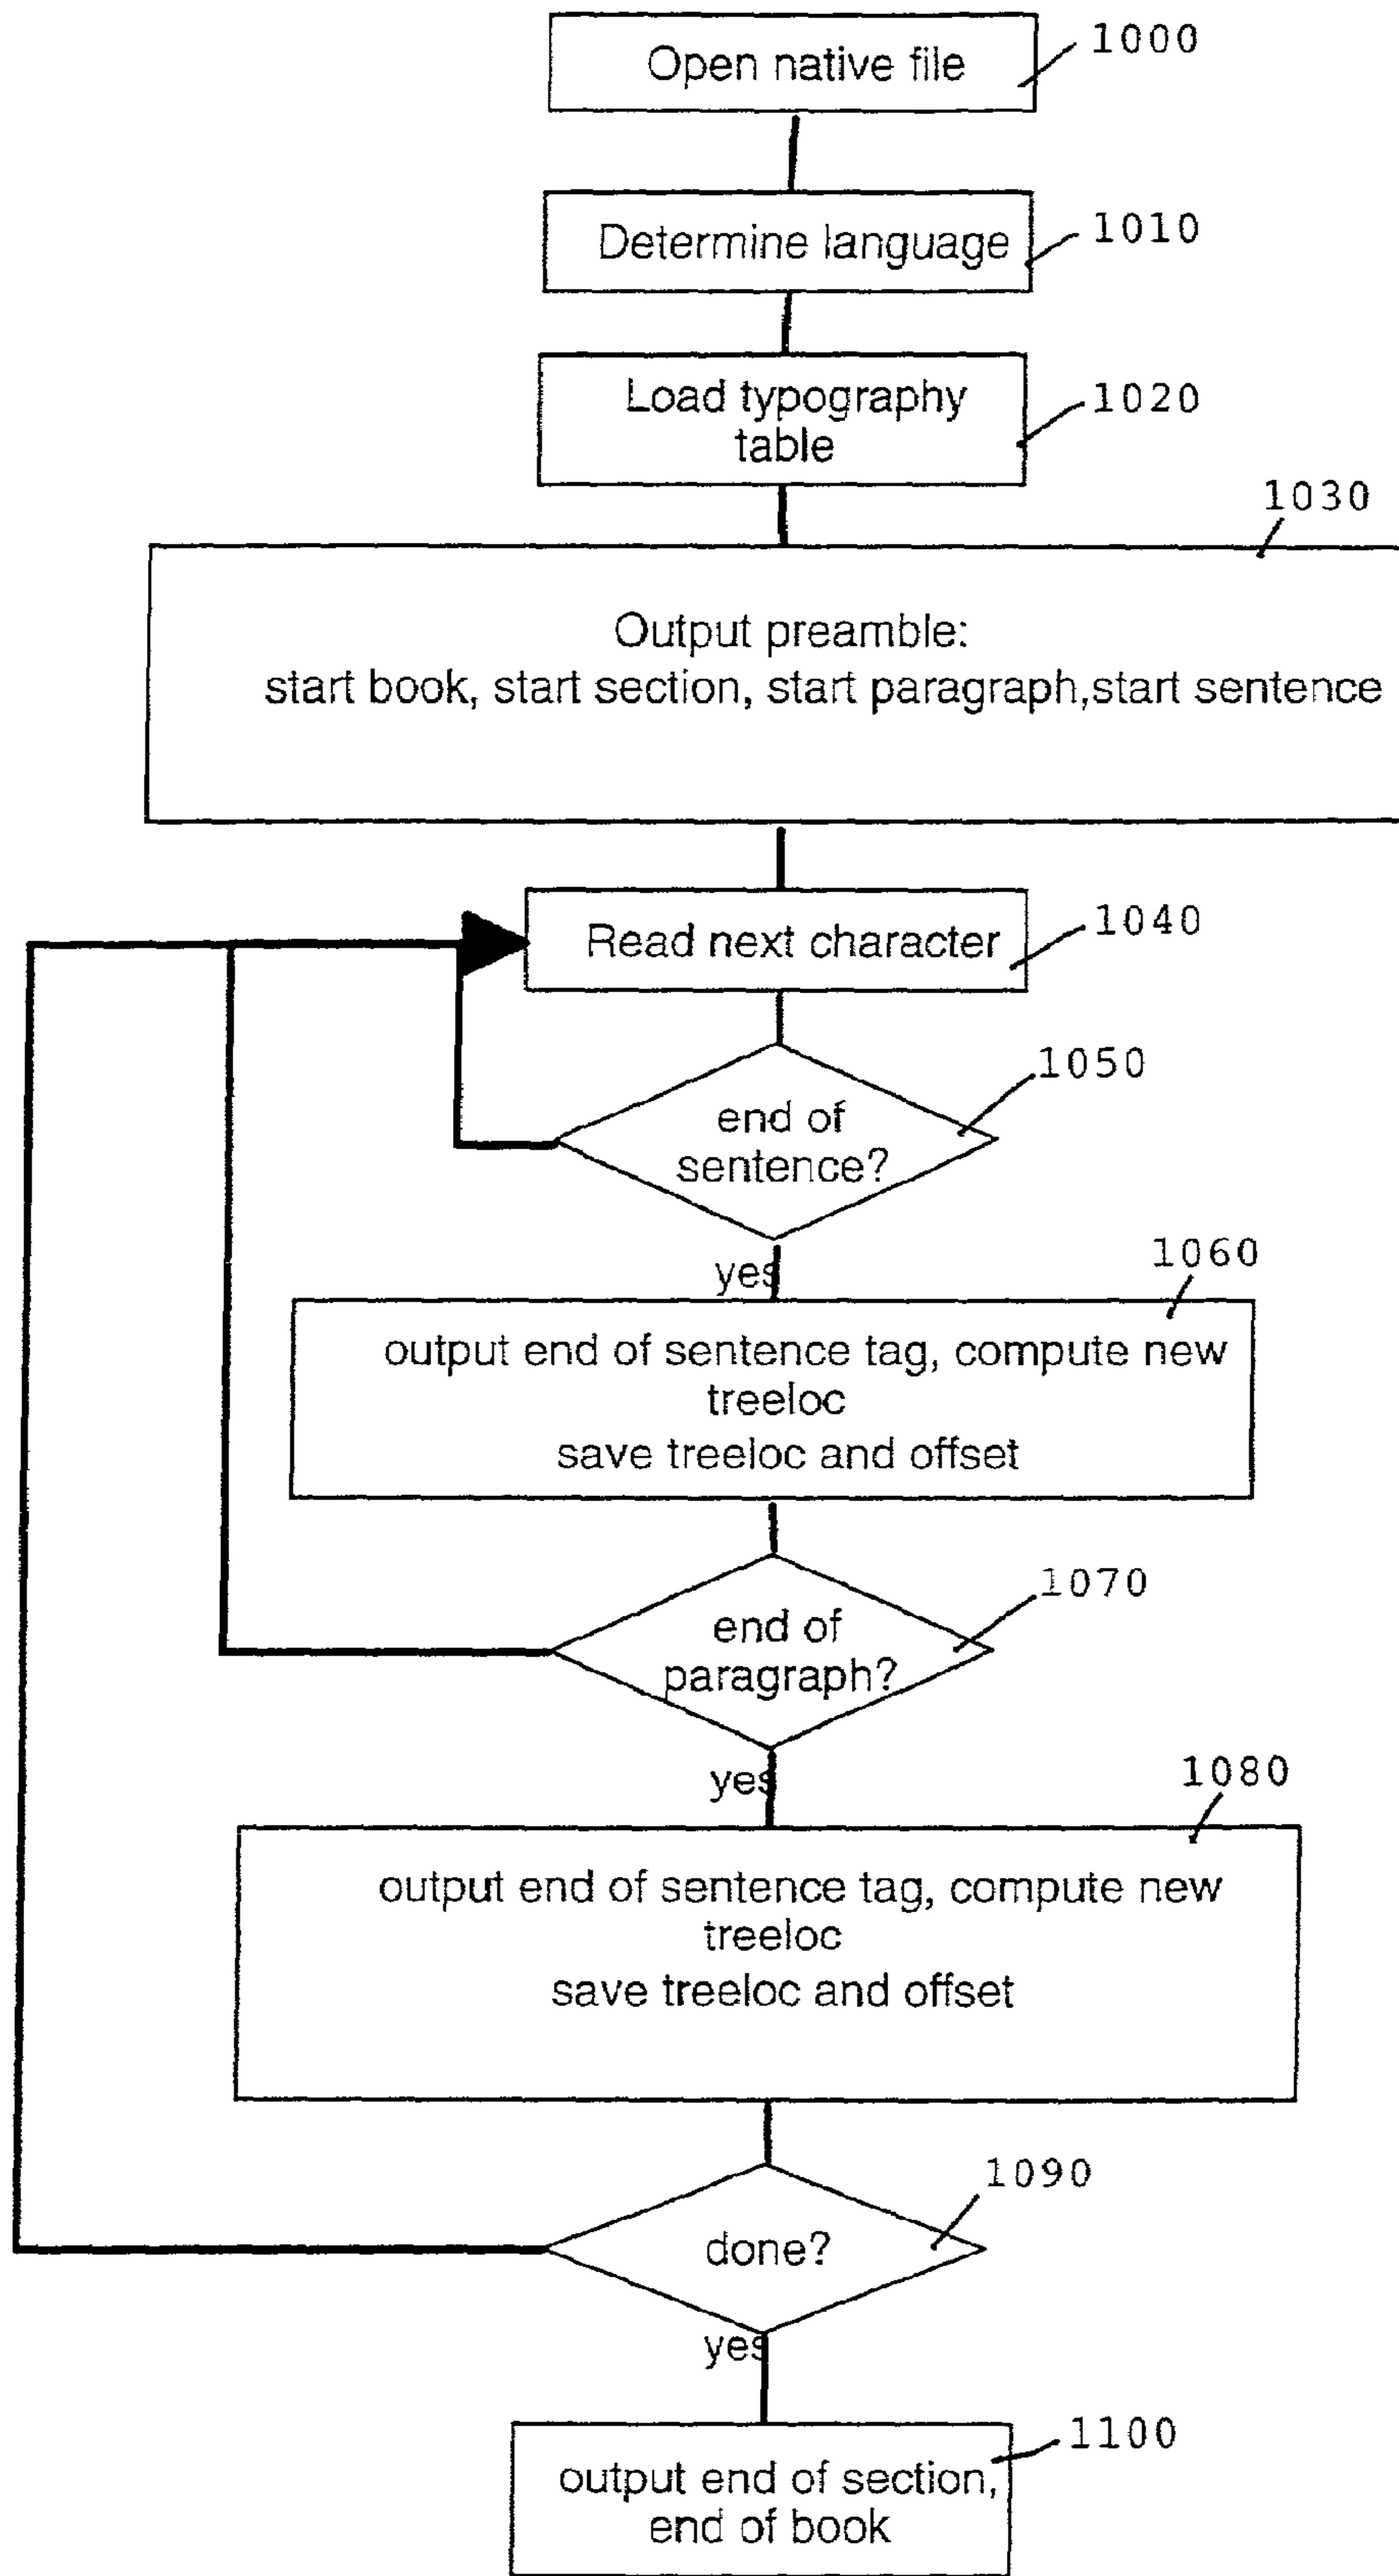 Open native file
1000
Determine language
1010
Load typography
table
1020
1030
Output preamble:
start book, start section, start paragraph,start sentence
Read next character
1040
1050
end of
sentence?
yes
1060
output end of sentence tag, compute new
treeloc
save treeloc and offset
1070
end of
paragraph?
yes
1080
output end of sentence tag, compute new
treeloc
save treeloc and offset
1090
done?
yes
1100
output end of section,
end of book